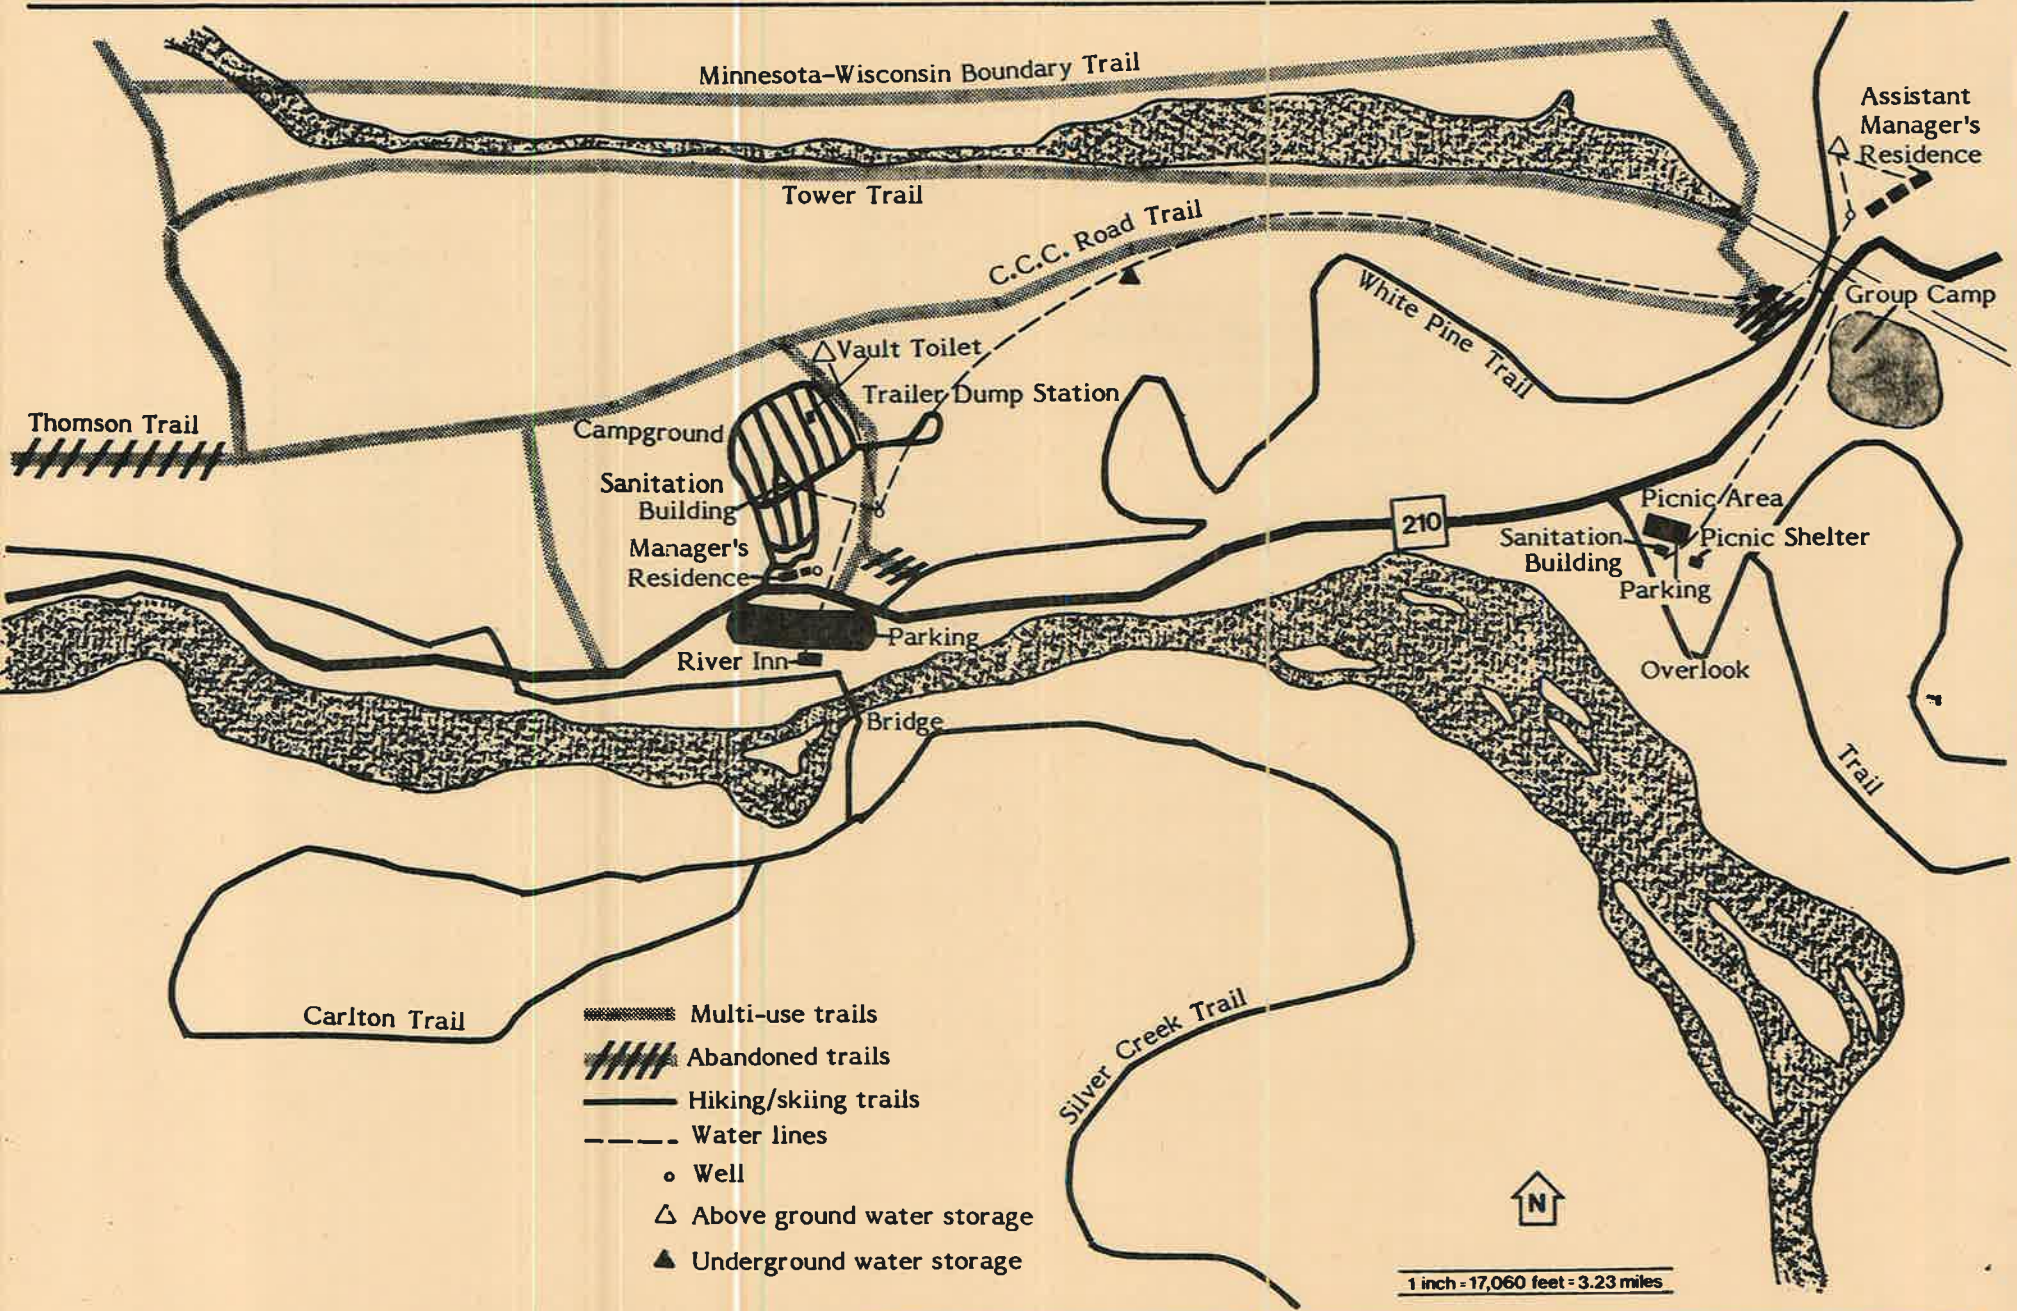 Minnesota-Wisconsin Boundary Trail
Assistant
Manager's
Residence
Tower Trail
C.C.C. Road Trail
White Pine Trail
Group Camp
Vault Toilet
Trailer Dump Station
Thomson Trail
Campground
Sanitation
Building
210
Picnic Area
Sanitation
Building
Picnic Shelter
Parking
Manager's
Residence
Parking
River Inn
Overlook
Bridge
Trail
Carlton Trail
Silver Creek Trail
Multi-use trails
Abandoned trails
Hiking/skiing trails
Water lines
Well
Above ground water storage
Underground water storage
N
1 inch = 17,060 feet = 3.23 miles